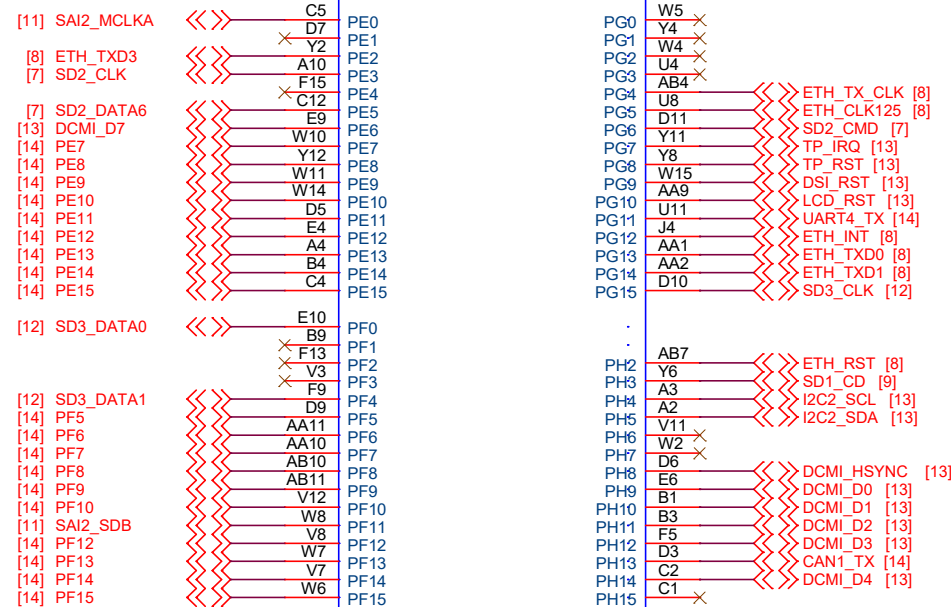 [11] SAI2_MCLKA C5 PE0 PG0 W5
D7 PE1 PG1 Y4
[8] ETH_TXD3 Y2 PE2 PG2 W4
[7] SD2_CLK A10 PE3 PG3 U4
F15 PE4 PG4 AB4 ETH_TX_CLK [8]
[7] SD2_DATA6 C12 PE5 PG5 U8 ETH_CLK125 [8]
[13] DCMI_D7 E9 PE6 PG6 D11 SD2_CMD [7]
[14] PE7 W10 PE7 PG7 Y11 TP_IRQ [13]
[14] PE8 Y12 PE8 PG8 Y8 TP_RST [13]
[14] PE9 W11 PE9 PG9 W15 DSI_RST [13]
[14] PE10 W14 PE10 PG10 AA9 LCD_RST [13]
[14] PE11 D5 PE11 PG11 U11 UART4_TX [14]
[14] PE12 E4 PE12 PG12 J4 ETH_INT [8]
[14] PE13 A4 PE13 PG13 AA1 ETH_TXD0 [8]
[14] PE14 B4 PE14 PG14 AA2 ETH_TXD1 [8]
[14] PE15 C4 PE15 PG15 D10 SD3_CLK [12]
[12] SD3_DATA0 E10 PF0
B9 PF1
F13 PF2 PH2 AB7 ETH_RST [8]
V3 PF3 PH3 Y6 SD1_CD [9]
[12] SD3_DATA1 F9 PF4 PH4 A3 I2C2_SCL [13]
[14] PF5 D9 PF5 PH5 A2 I2C2_SDA [13]
[14] PF6 AA11 PF6 PH6 V11
[14] PF7 AA10 PF7 PH7 W2
[14] PF8 AB10 PF8 PH8 D6 DCMI_HSYNC [13]
[14] PF9 AB11 PF9 PH9 E6 DCMI_D0 [13]
[14] PF10 V12 PF10 PH10 B1 DCMI_D1 [13]
[11] SAI2_SDB W8 PF11 PH11 B3 DCMI_D2 [13]
[14] PF12 V8 PF12 PH12 F5 DCMI_D3 [13]
[14] PF13 W7 PF13 PH13 D3 CAN1_TX [14]
[14] PF14 V7 PF14 PH14 C2 DCMI_D4 [13]
[14] PF15 W6 PF15 PH15 C1